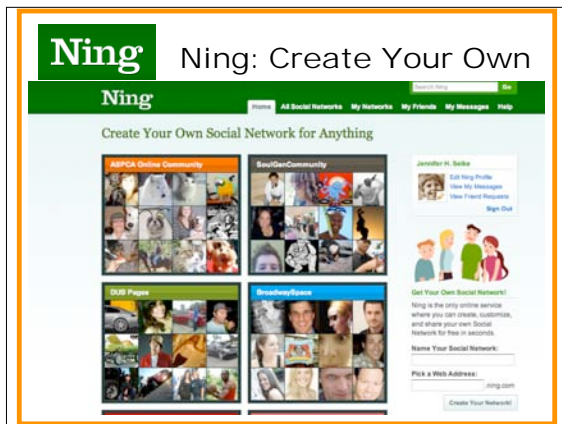 Ning
Ning: Create Your Own
Search Ning
Go
Ning
Home
All Social Networks
My Networks
My Friends
My Messages
Help
Create Your Own Social Network for Anything
ASPCA Online Community
SoulGenCommunity
Jennifer H. Selke
Edit Ning Profile
View My Messages
View Friend Requests
Sign Out
DUB Pages
BroadwaySpace
Get Your Own Social Network!
Ning is the only online service
where you can create, customize,
and share your own Social
Network for free in seconds.
Name Your Social Network:
Pick a Web Address:
.ning.com
Create Your Network!